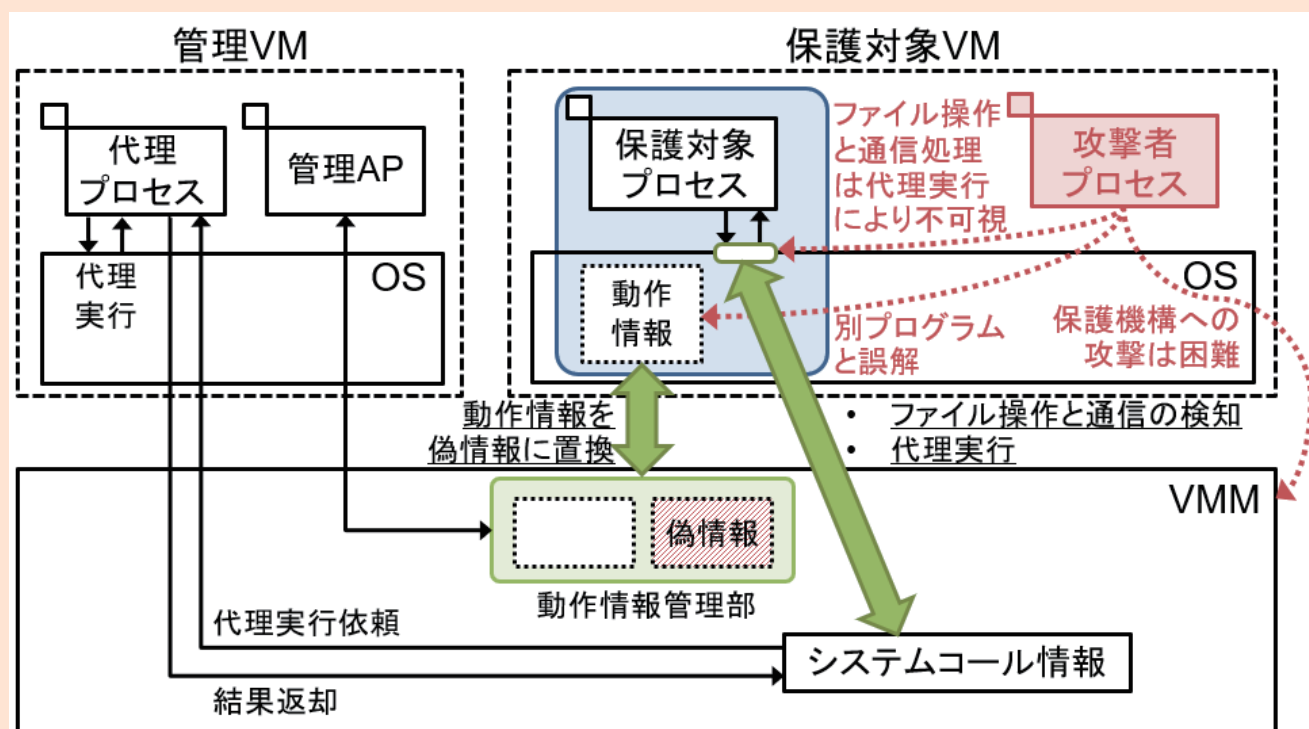 管理VM
保護対象VM
代理
プロセス
管理AP
代理
実行
OS
保護対象
プロセス
ファイル操作
と通信処理
は代理実行
により不可視
攻撃者
プロセス
OS
動作
情報
別プログラム
と誤解
保護機構への
攻撃は困難
動作情報を
偽情報に置換
• ファイル操作と通信の検知
• 代理実行
VMM
偽情報
動作情報管理部
代理実行依頼
システムコール情報
結果返却